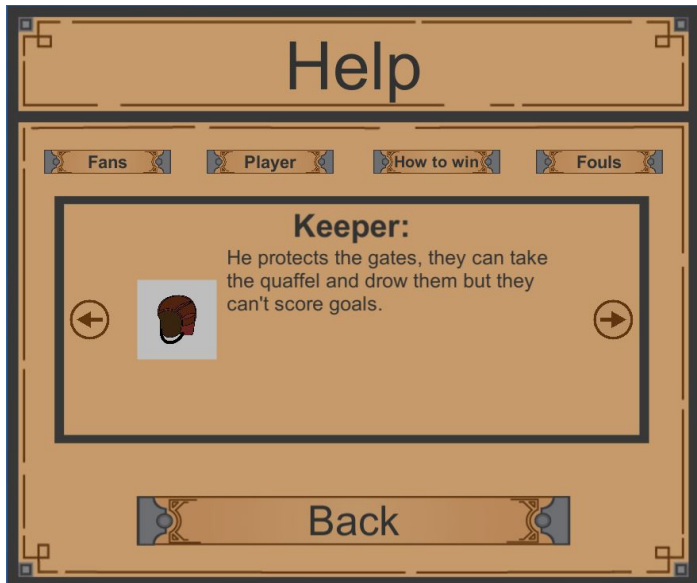 Help
Fans Player How to win Fouls
Keeper:
He protects the gates, they can take
the quaffel and drow them but they
can't score goals.
Back